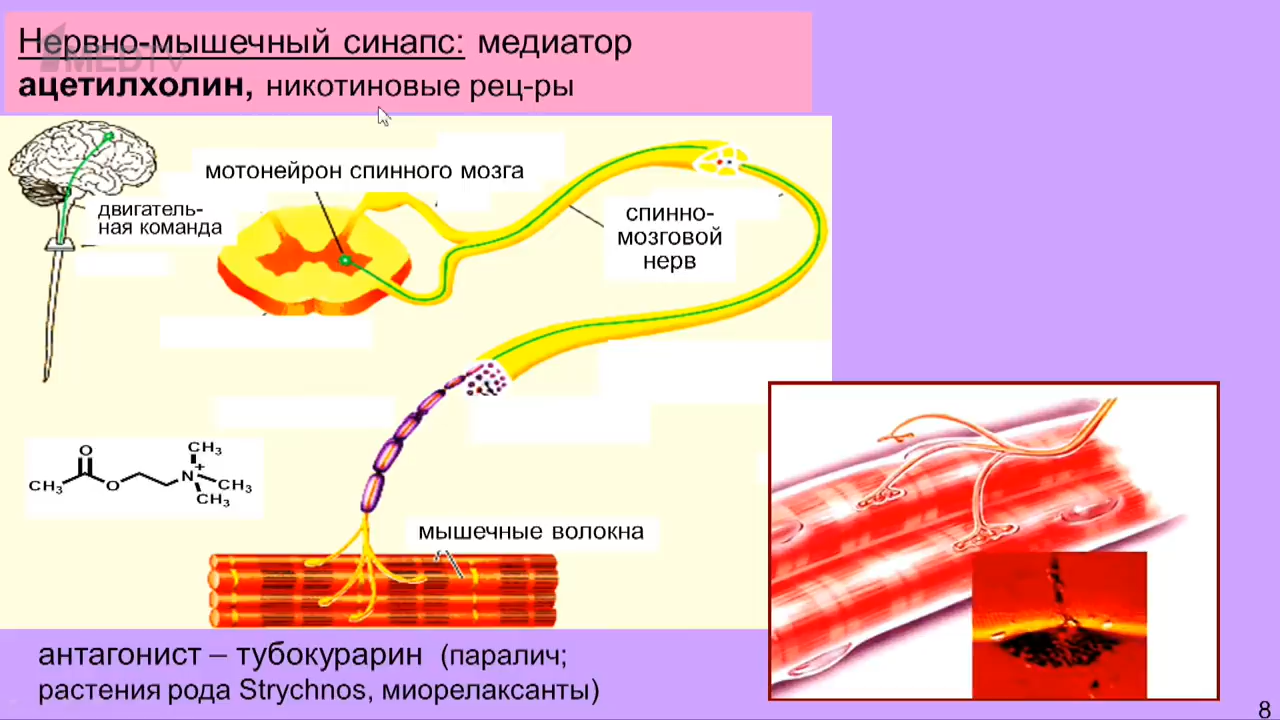 Нервно-мышечный синапс: медиатор
MEDTV
ацетилхолин, никотиновые рец-ры
мотонейрон спинного мозга
двигатель-
ная команда
спинно-
мозговой
нерв
O
CH3
CH3
O
N
+
CH3
CH3
мышечные волокна
антагонист – тубокурарин (паралич;
растения рода Strychnos, миорелаксанты)
8